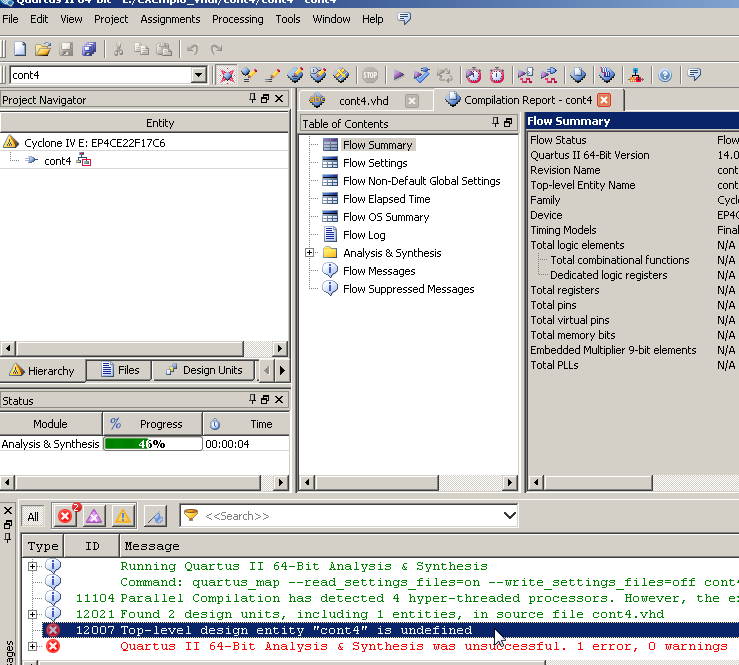 Quartus II 64-Bit - E:/exemplo_vhdl/cont4/cont4 - cont4
File Edit View Project Assignments Processing Tools Window Help
cont4
STOP
Project Navigator
Entity
Cyclone IV E: EP4CE22F17C6
cont4
Hierarchy Files Design Units
Status
Module % Progress Time
Analysis & Synthesis 46% 00:00:04
cont4.vhd Compilation Report - cont4
Table of Contents
Flow Summary
Flow Settings
Flow Non-Default Global Settings
Flow Elapsed Time
Flow OS Summary
Flow Log
Analysis & Synthesis
Flow Messages
Flow Suppressed Messages
Flow Summary
Flow Status Flow
Quartus II 64-Bit Version 14.0
Revision Name cont
Top-level Entity Name cont
Family Cycl
Device EP4C
Timing Models Final
Total logic elements N/A
Total combinational functions N/A
Dedicated logic registers N/A
Total registers N/A
Total pins N/A
Total virtual pins N/A
Total memory bits N/A
Embedded Multiplier 9-bit elements N/A
Total PLLs N/A
All 2 <<Search>>
Type ID Message
Running Quartus II 64-Bit Analysis & Synthesis
Command: quartus_map --read_settings_files=on --write_settings_files=off cont4
11104 Parallel Compilation has detected 4 hyper-threaded processors. However, the ex
12021 Found 2 design units, including 1 entities, in source file cont4.vhd
12007 Top-level design entity "cont4" is undefined
Quartus II 64-Bit Analysis & Synthesis was unsuccessful. 1 error, 0 warnings
sages